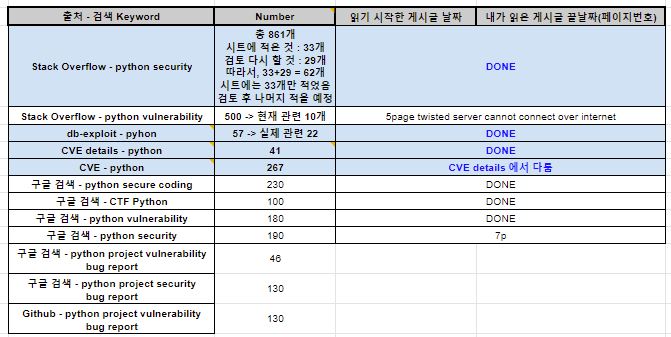 출처 - 검색 Keyword
Number
읽기 시작한 게시글 날짜
내가 읽은 게시글 끝날짜(페이지번호)
Stack Overflow - python security
총 861개
시트에 적은 것 : 33개
검토 다시 할 것 : 29개
따라서, 33+29 = 62개
시트에는 33개만 적었음
검토 후 나머지 적을 예정
DONE
Stack Overflow - python vulnerability
500 -> 현재 관련 10개
5page twisted server cannot connect over internet
db-exploit - pyhon
57 -> 실제 관련 22
DONE
CVE details - python
41
DONE
CVE - python
267
CVE details 에서 다룸
구글 검색 - python secure coding
230
DONE
구글 검색 - CTF Python
100
DONE
구글 검색 - python vulnerability
180
DONE
구글 검색 - python security
190
7p
구글 검색 - python project vulnerability
bug report
46
구글 검색 - python project security
bug report
130
Github - python project vulnerability
bug report
130